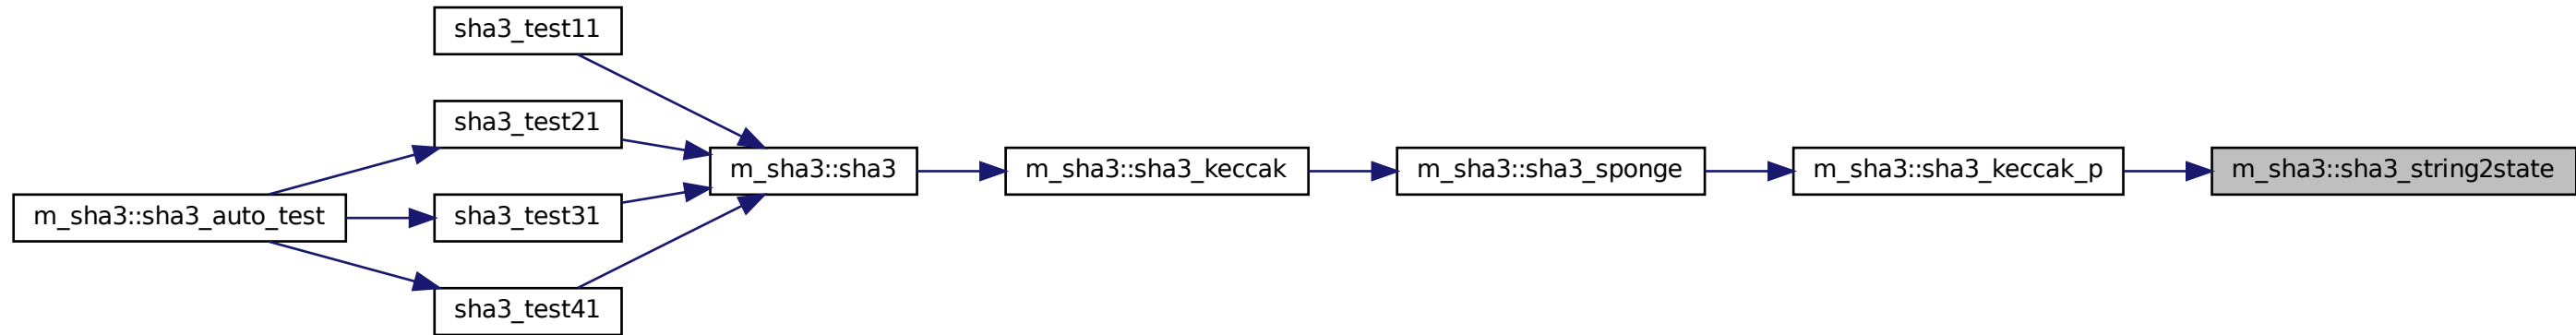 sha3_test11
sha3_test21
m_sha3::sha3
m_sha3::sha3_keccak
m_sha3::sha3_sponge
m_sha3::sha3_keccak_p
m_sha3::sha3_string2state
m_sha3::sha3_auto_test
sha3_test31
sha3_test41